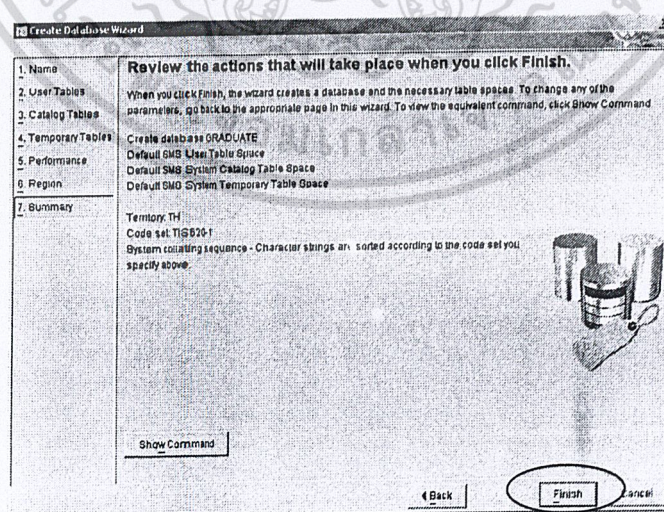 Create Database Wizard
1. Name
2. User Tables
3. Catalog Tables
4. Temporary Tables
5. Performance
6. Region
7. Summary
Review the actions that will take place when you click Finish.
When you click Finish, the wizard creates a database and the necessary table spaces. To change any of the
parameters, go back to the appropriate page in this wizard. To view the equivalent command, click Show Command
Create database GRADUATE
Default SMS User Table Space
Default SMS System Catalog Table Space
Default SMS System Temporary Table Space
Territory: TH
Code set: TIS620-1
System collating sequence - Character strings are sorted according to the code set you
specify above.
Show Command
Back
Finish
Cancel